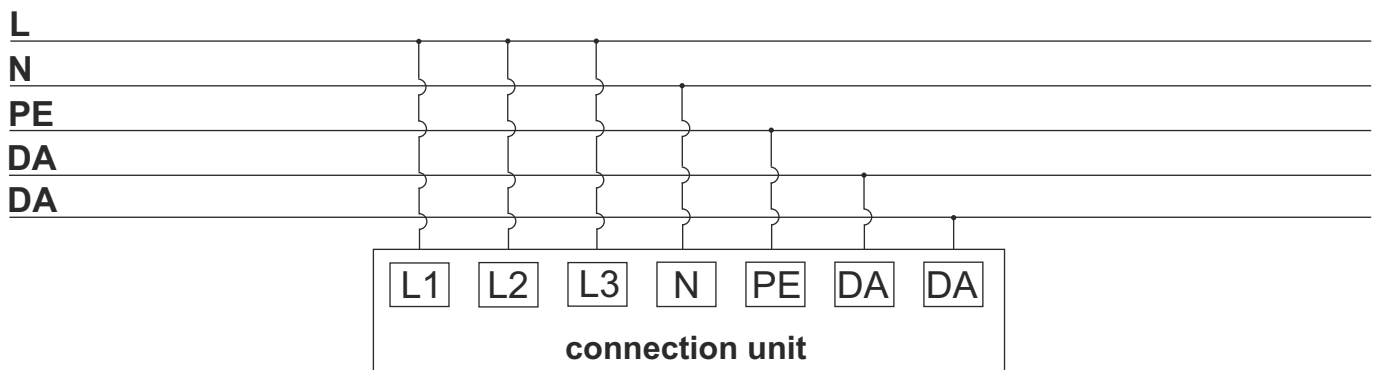 L
N
PE
DA
DA
L1 L2 L3 N PE DA DA
connection unit